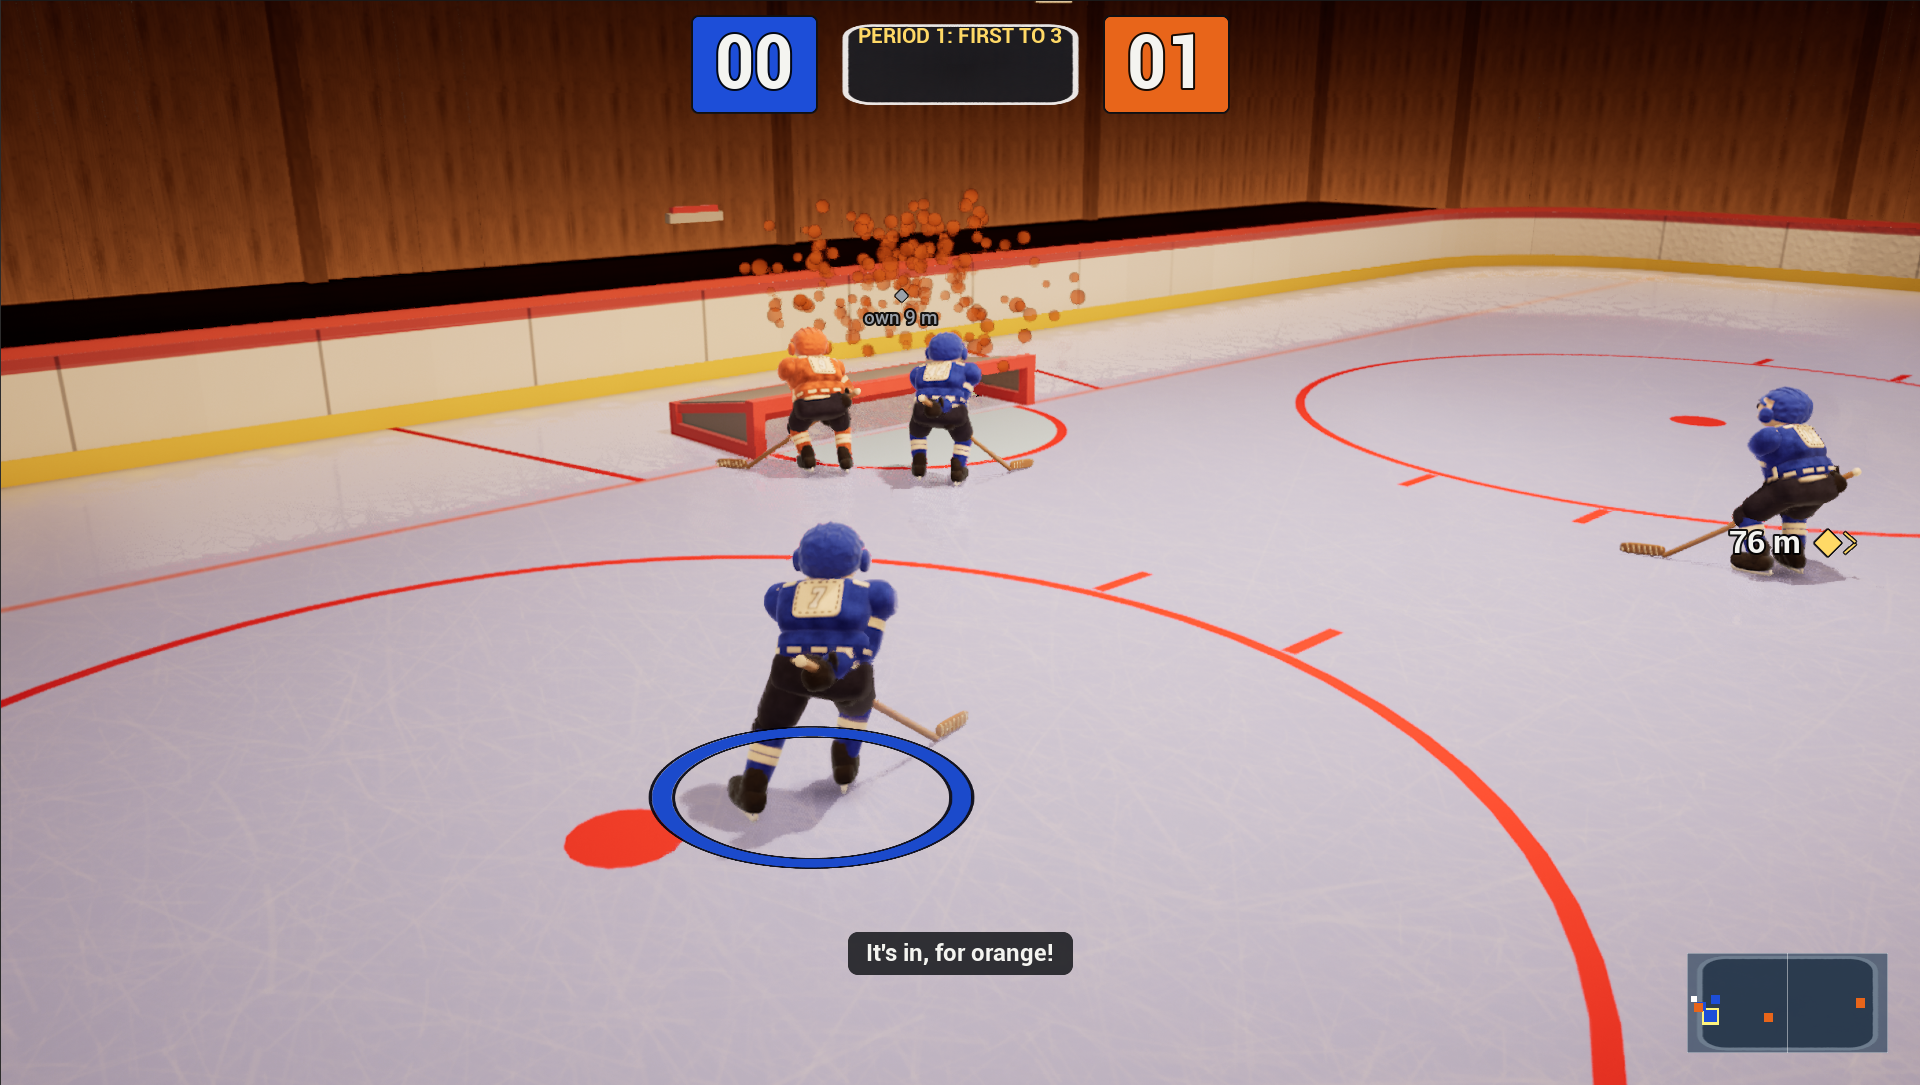 00
PERIOD 1: FIRST TO 3
01
own 9 m
76 m
7
It's in, for orange!